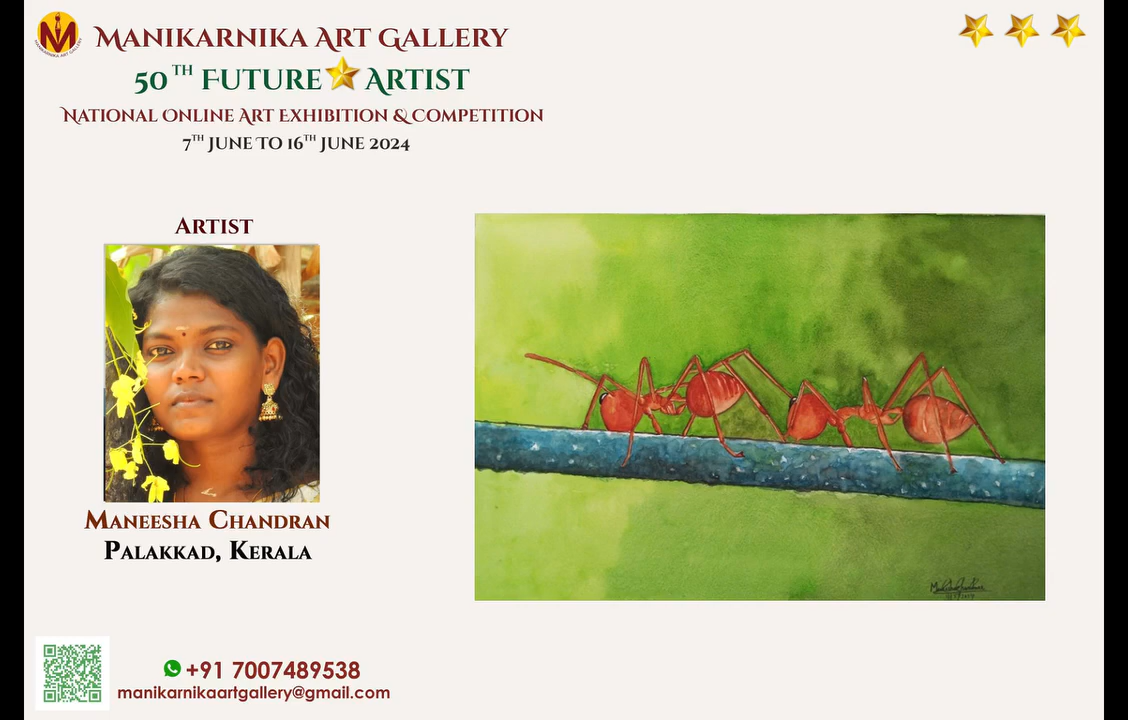 MANIKARNIKA ART GALLERY
50TH FUTURE ARTIST
NATIONAL ONLINE ART EXHIBITION & COMPETITION
7TH JUNE TO 16TH JUNE 2024
ARTIST
MANEESHA CHANDRAN
PALAKKAD, KERALA
+91 7007489538
manikarnikaartgallery@gmail.com